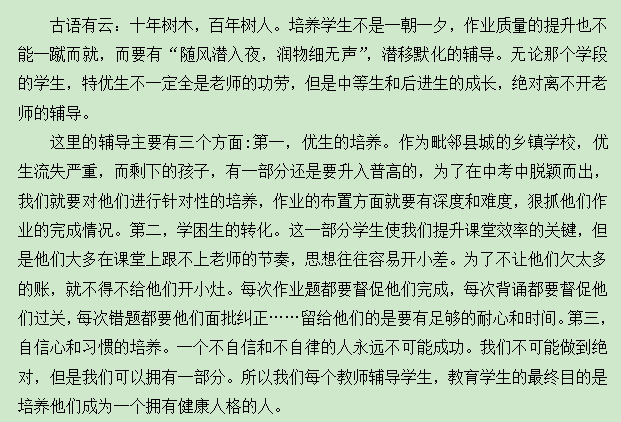 古语有云：十年树木，百年树人。培养学生不是一朝一夕，作业质量的提升也不
能一蹴而就，而要有“随风潜入夜，润物细无声”，潜移默化的辅导。无论那个学段
的学生，特优生不一定全是老师的功劳，但是中等生和后进生的成长，绝对离不开老
师的辅导。
这里的辅导主要有三个方面:第一，优生的培养。作为毗邻县城的乡镇学校，优
生流失严重，而剩下的孩子，有一部分还是要升入普高的，为了在中考中脱颖而出，
我们就要对他们进行针对性的培养，作业的布置方面就要有深度和难度，狠抓他们作
业的完成情况。第二，学困生的转化。这一部分学生使我们提升课堂效率的关键，但
是他们大多在课堂上跟不上老师的节奏，思想往往容易开小差。为了不让他们欠太多
的账，就不得不给他们开小灶。每次作业题都要督促他们完成，每次背诵都要督促他
们过关，每次错题都要他们面批纠正……留给他们的是要有足够的耐心和时间。第三，
自信心和习惯的培养。一个不自信和不自律的人永远不可能成功。我们不可能做到绝
对，但是我们可以拥有一部分。所以我们每个教师辅导学生，教育学生的最终目的是
培养他们成为一个拥有健康人格的人。